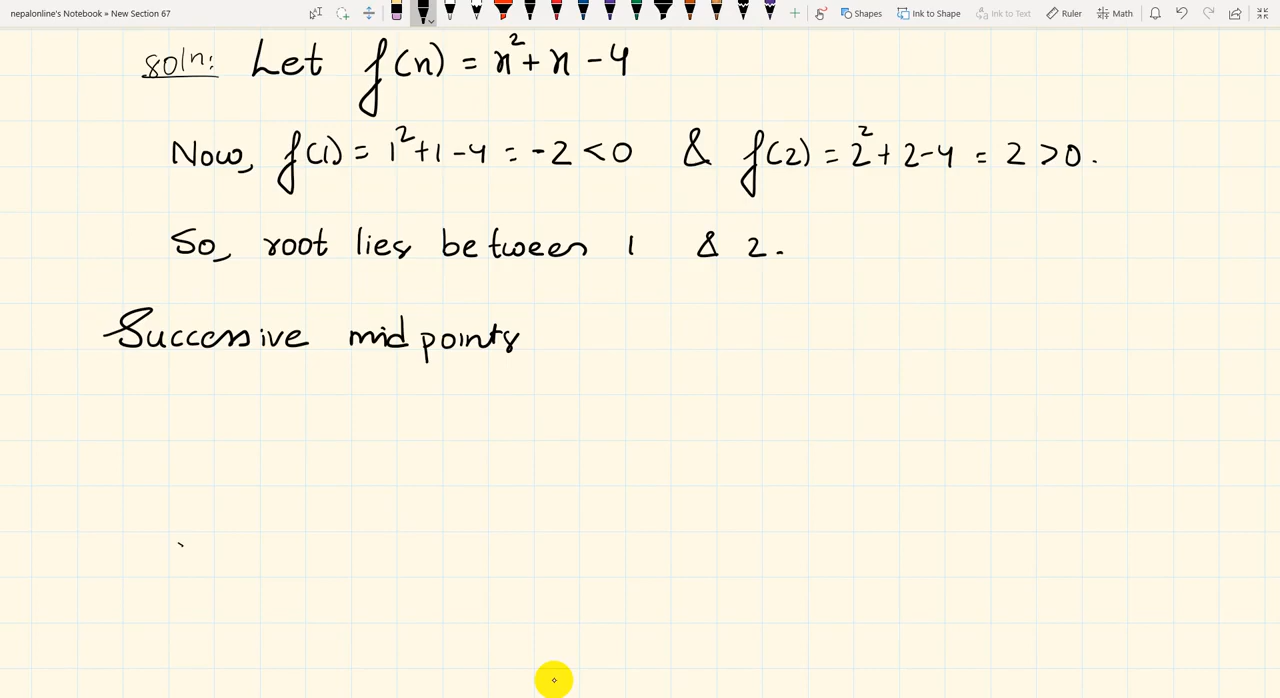 nepalonline's Notebook » New Section 67
Shapes Ink to Shape Ink to Text Ruler Math
soln: Let f(x) = x² + x - 4
Now, f(1) = 1² + 1 - 4 = -2 < 0 & f(2) = 2² + 2 - 4 = 2 > 0.
So, root lies between 1 & 2.
Successive midpoints